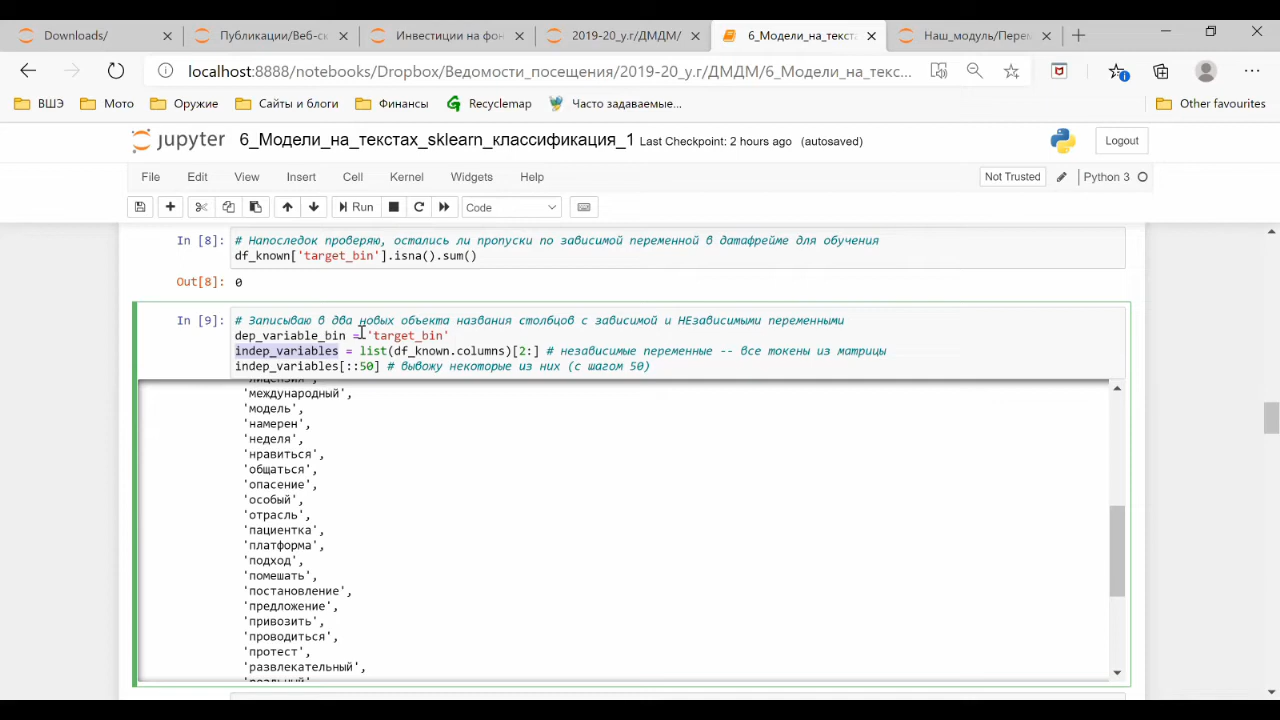 Downloads/
Публикации/Веб-ск
Инвестиции на фон
2019-20_у.г/ДМДМ/
6_Модели_на_текста
Наш_модуль/Перем
localhost:8888/notebooks/Dropbox/Ведомости_посещения/2019-20_у.г/ДМДМ/6_Модели_на_текс...
ВШЭ
Мото
Оружие
Сайты и блоги
Финансы
Recyclemap
Часто задаваемые...
Other favourites
jupyter
6_Модели_на_текстах_sklearn_классификация_1
Last Checkpoint: 2 hours ago (autosaved)
Logout
File
Edit
View
Insert
Cell
Kernel
Widgets
Help
Not Trusted
Python 3
Run
Code
In [8]:
# Напоследок проверяю, остались ли пропуски по зависимой переменной в датафрейме для обучения
df_known['target_bin'].isna().sum()
Out[8]:
0
In [9]:
# Записываю в два новых объекта названия столбцов с зависимой и НЕзависимыми переменными
dep_variable_bin = 'target_bin'
indep_variables = list(df_known.columns)[2:] # независимые переменные -- все токены из матрицы
indep_variables[::50] # вывожу некоторые из них (с шагом 50)
'лицензия',
'международный',
'модель',
'намерен',
'неделя',
'нравиться',
'общаться',
'опасение',
'особый',
'отрасль',
'пациентка',
'платформа',
'подход',
'помешать',
'постановление',
'предложение',
'привозить',
'проводиться',
'протест',
'развлекательный',
'реальный',